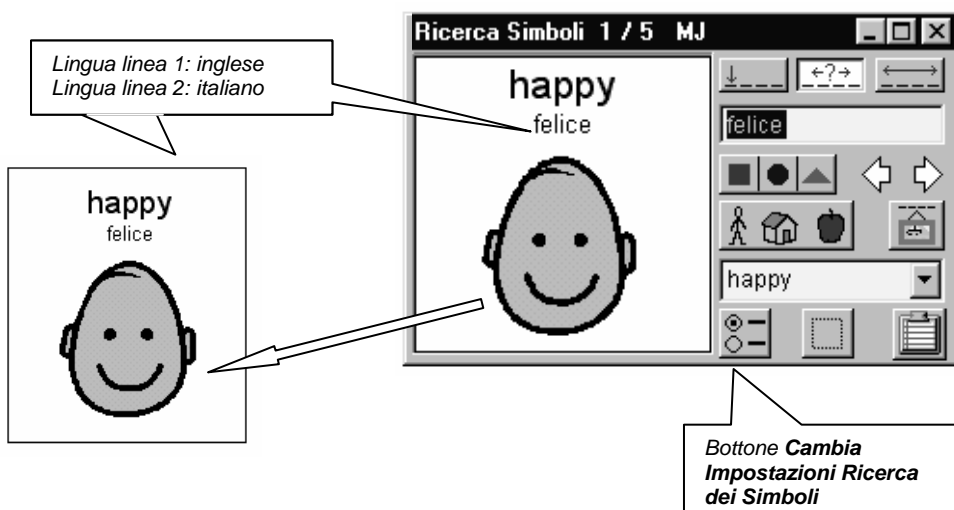 Ricerca Simboli 1 / 5 MJ
Lingua linea 1: inglese
Lingua linea 2: italiano
happy
felice
felice
happy
felice
happy
Bottone Cambia
Impostazioni Ricerca
dei Simboli